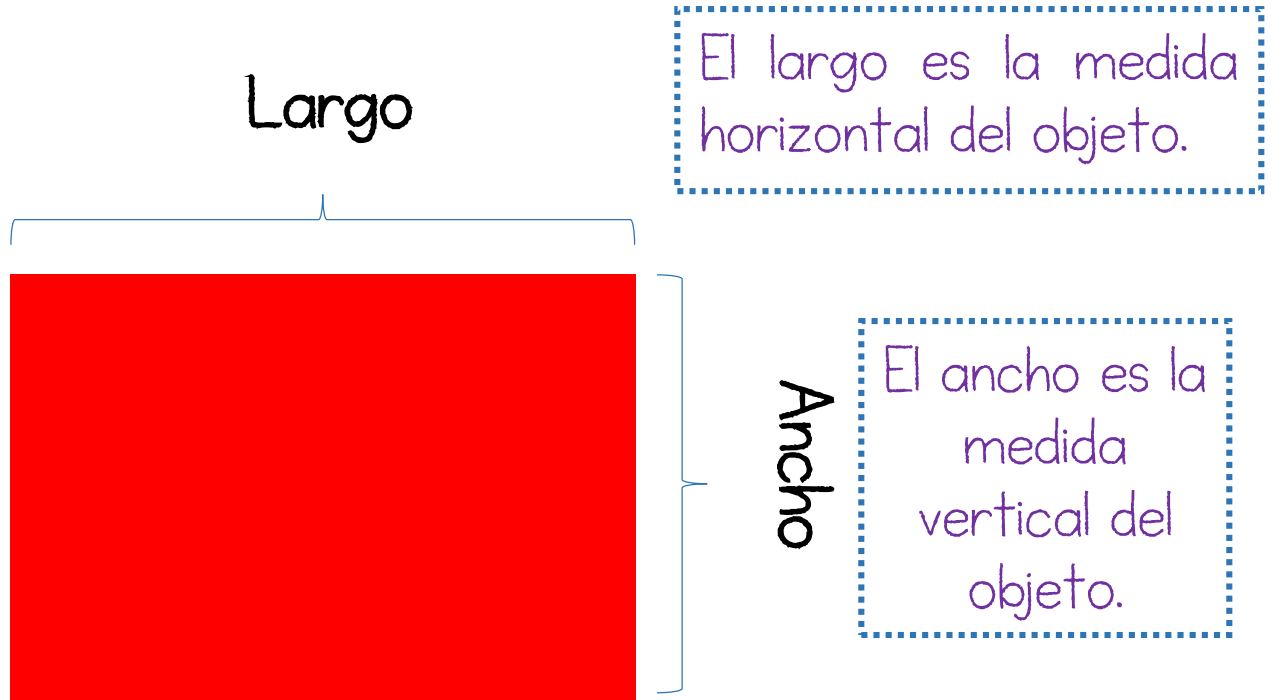 Largo
El largo es la medida
horizontal del objeto.
Ancho
El ancho es la
medida
vertical del
objeto.